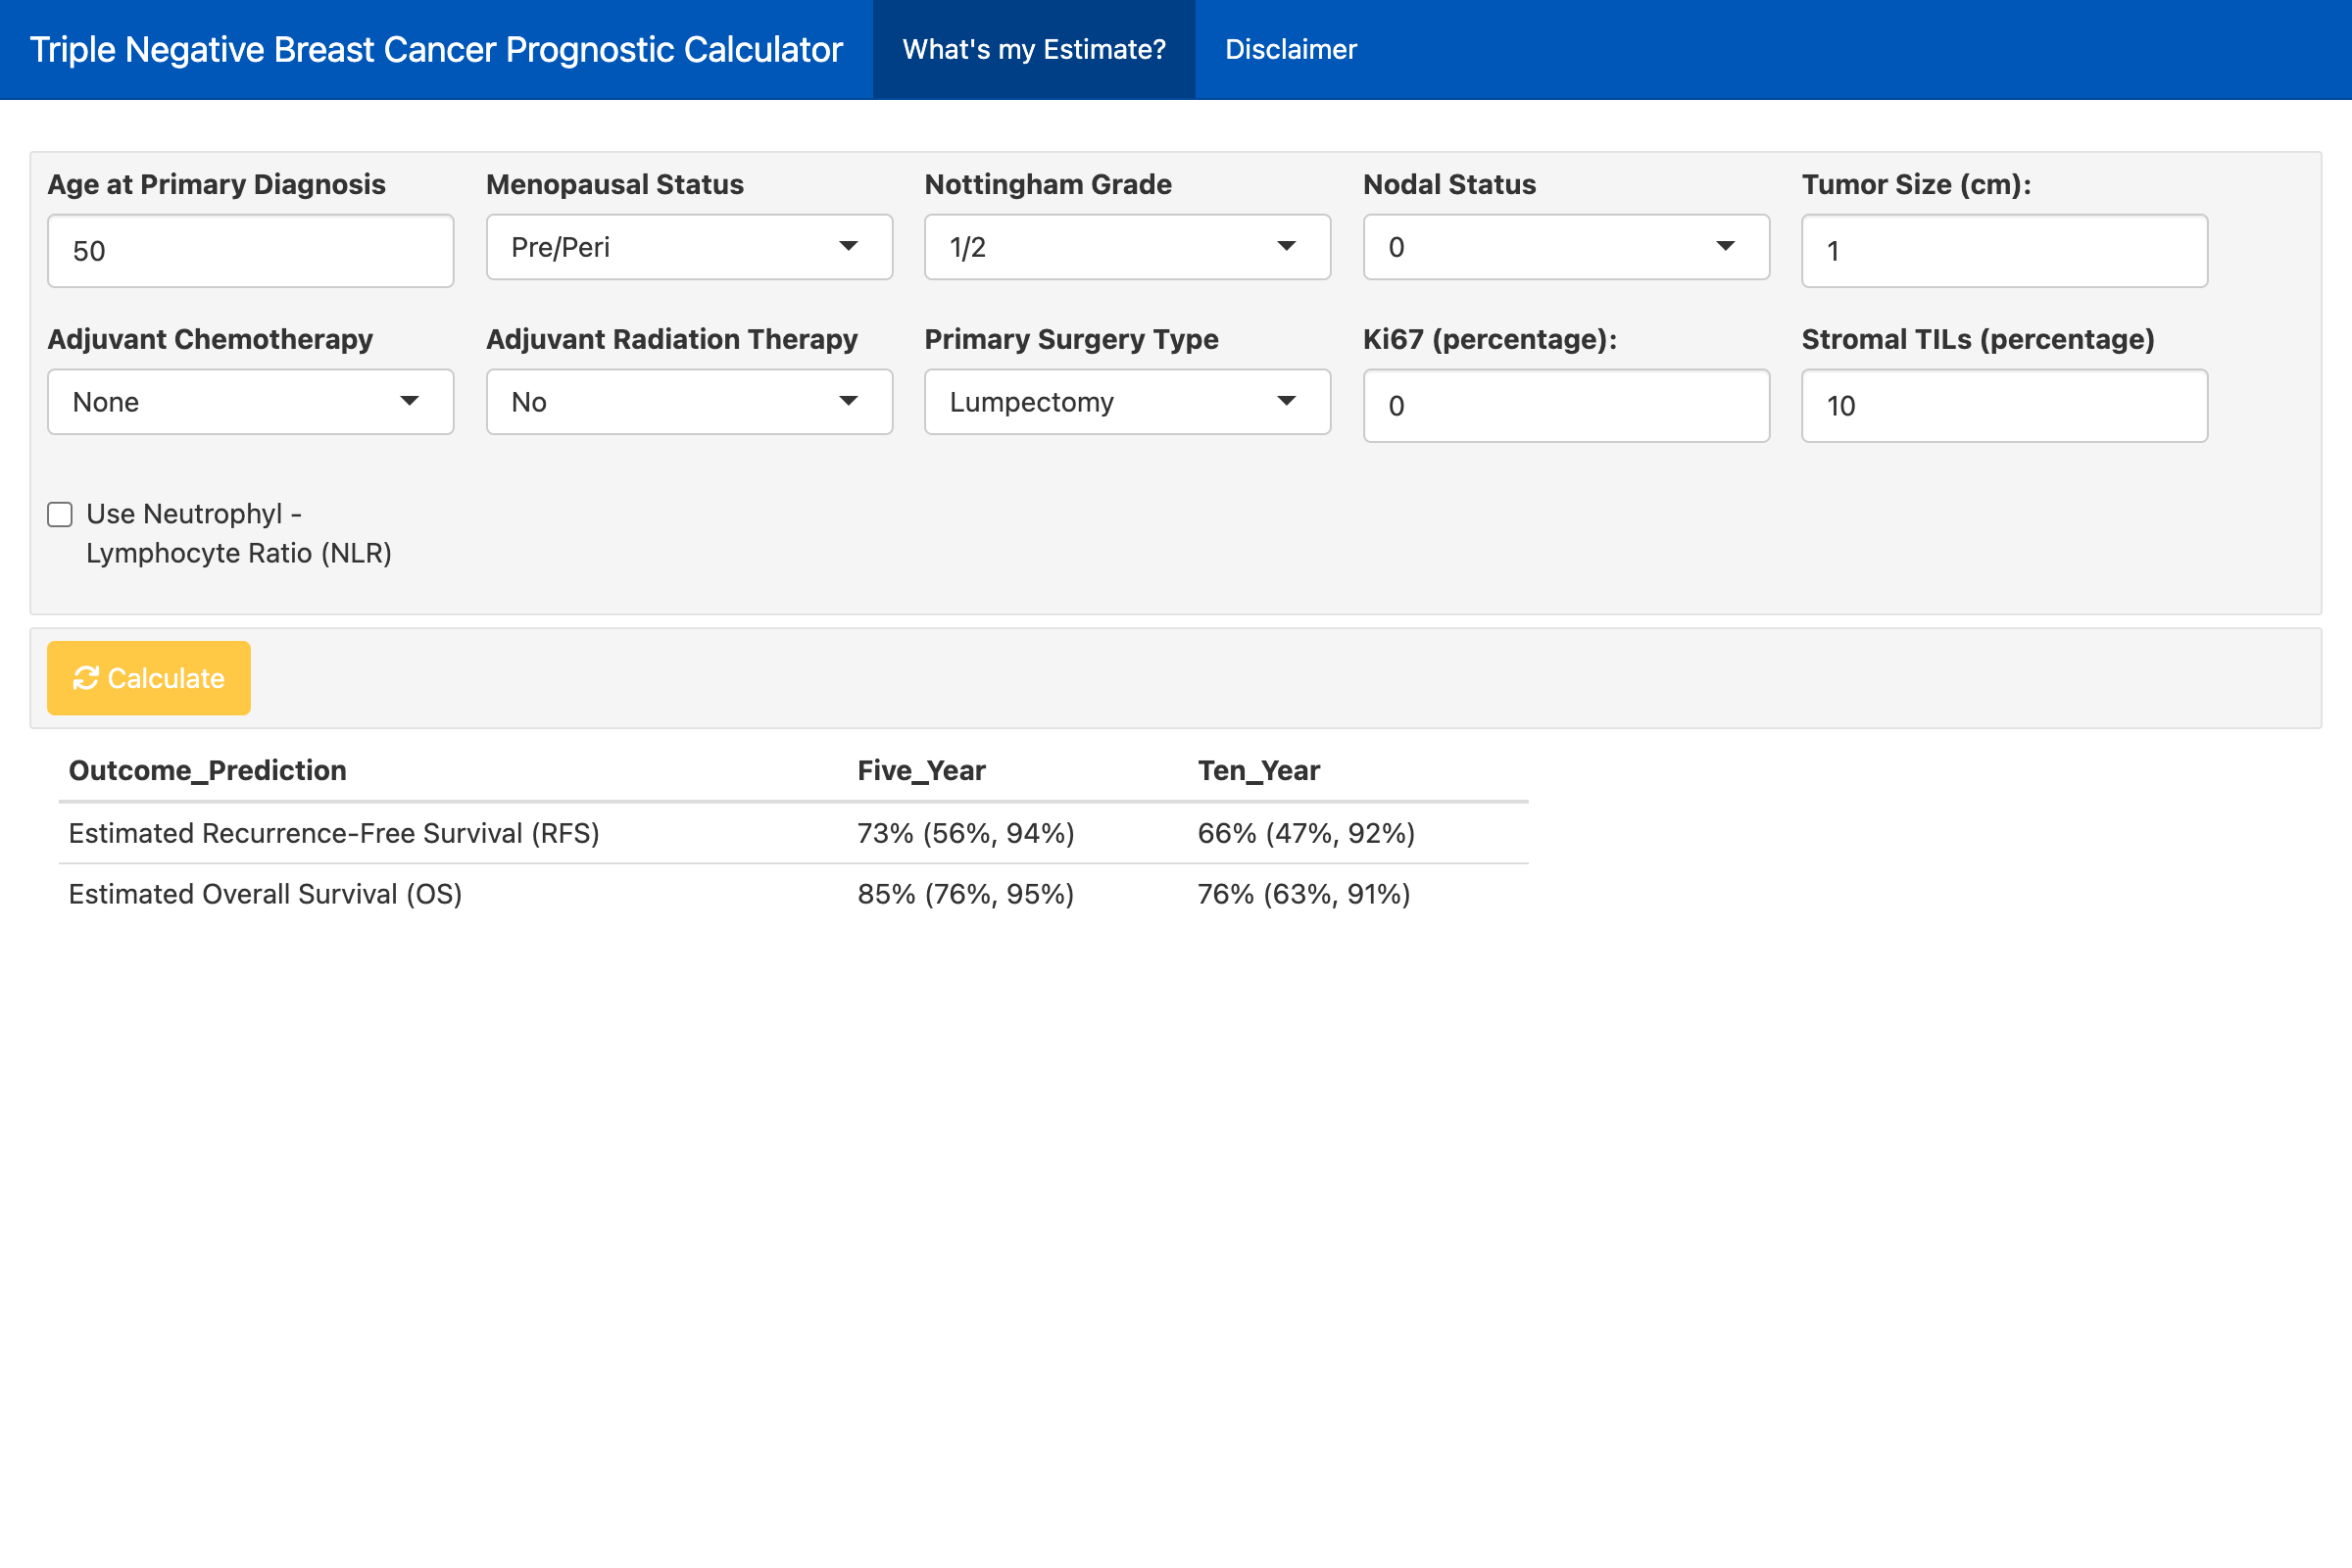 Triple Negative Breast Cancer Prognostic Calculator What's my Estimate? Disclaimer
Age at Primary Diagnosis Menopausal Status Nottingham Grade Nodal Status Tumor Size (cm):
50 Pre/Peri 1/2 0 1
Adjuvant Chemotherapy Adjuvant Radiation Therapy Primary Surgery Type Ki67 (percentage): Stromal TILs (percentage)
None No Lumpectomy 0 10
Use Neutrophyl -
Lymphocyte Ratio (NLR)
Calculate
Outcome_Prediction Five_Year Ten_Year
Estimated Recurrence-Free Survival (RFS) 73% (56%, 94%) 66% (47%, 92%)
Estimated Overall Survival (OS) 85% (76%, 95%) 76% (63%, 91%)